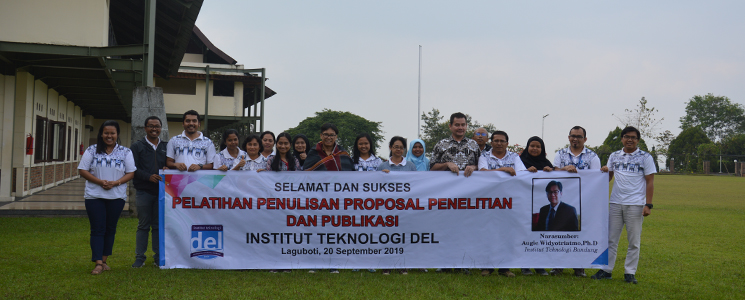 SELAMAT DAN SUKSES
PELATIHAN PENULISAN PROPOSAL PENELITIAN
DAN PUBLIKASI
INSTITUT TEKNOLOGI DEL
Laguboti, 20 September 2019
del
Narasumber:
Augie Widyotriatmo,Ph.D
Institut Teknologi Bandung